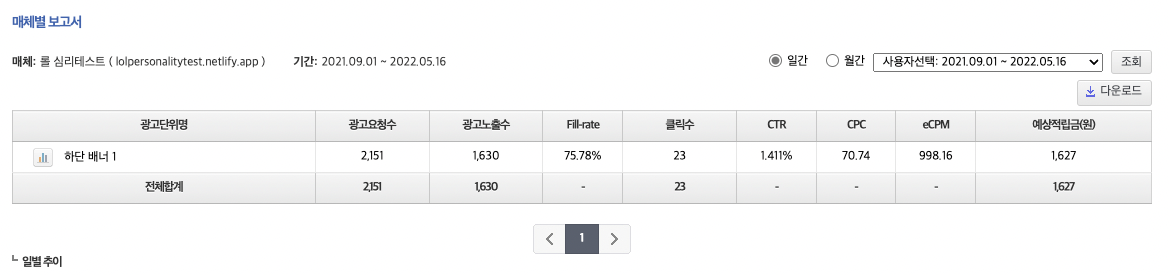 매체별 보고서
매체: 롤 심리테스트 ( lolpersonalitytest.netlify.app ) 기간: 2021.09.01 ~ 2022.05.16 일간 월간 사용자선택: 2021.09.01 ~ 2022.05.16 조회
다운로드
광고단위명 광고요청수 광고노출수 Fill-rate 클릭수 CTR CPC eCPM 예상적립금(원)
하단 배너 1 2,151 1,630 75.78% 23 1.411% 70.74 998.16 1,627
전체합계 2,151 1,630 - 23 - - - 1,627
1
일별 추이